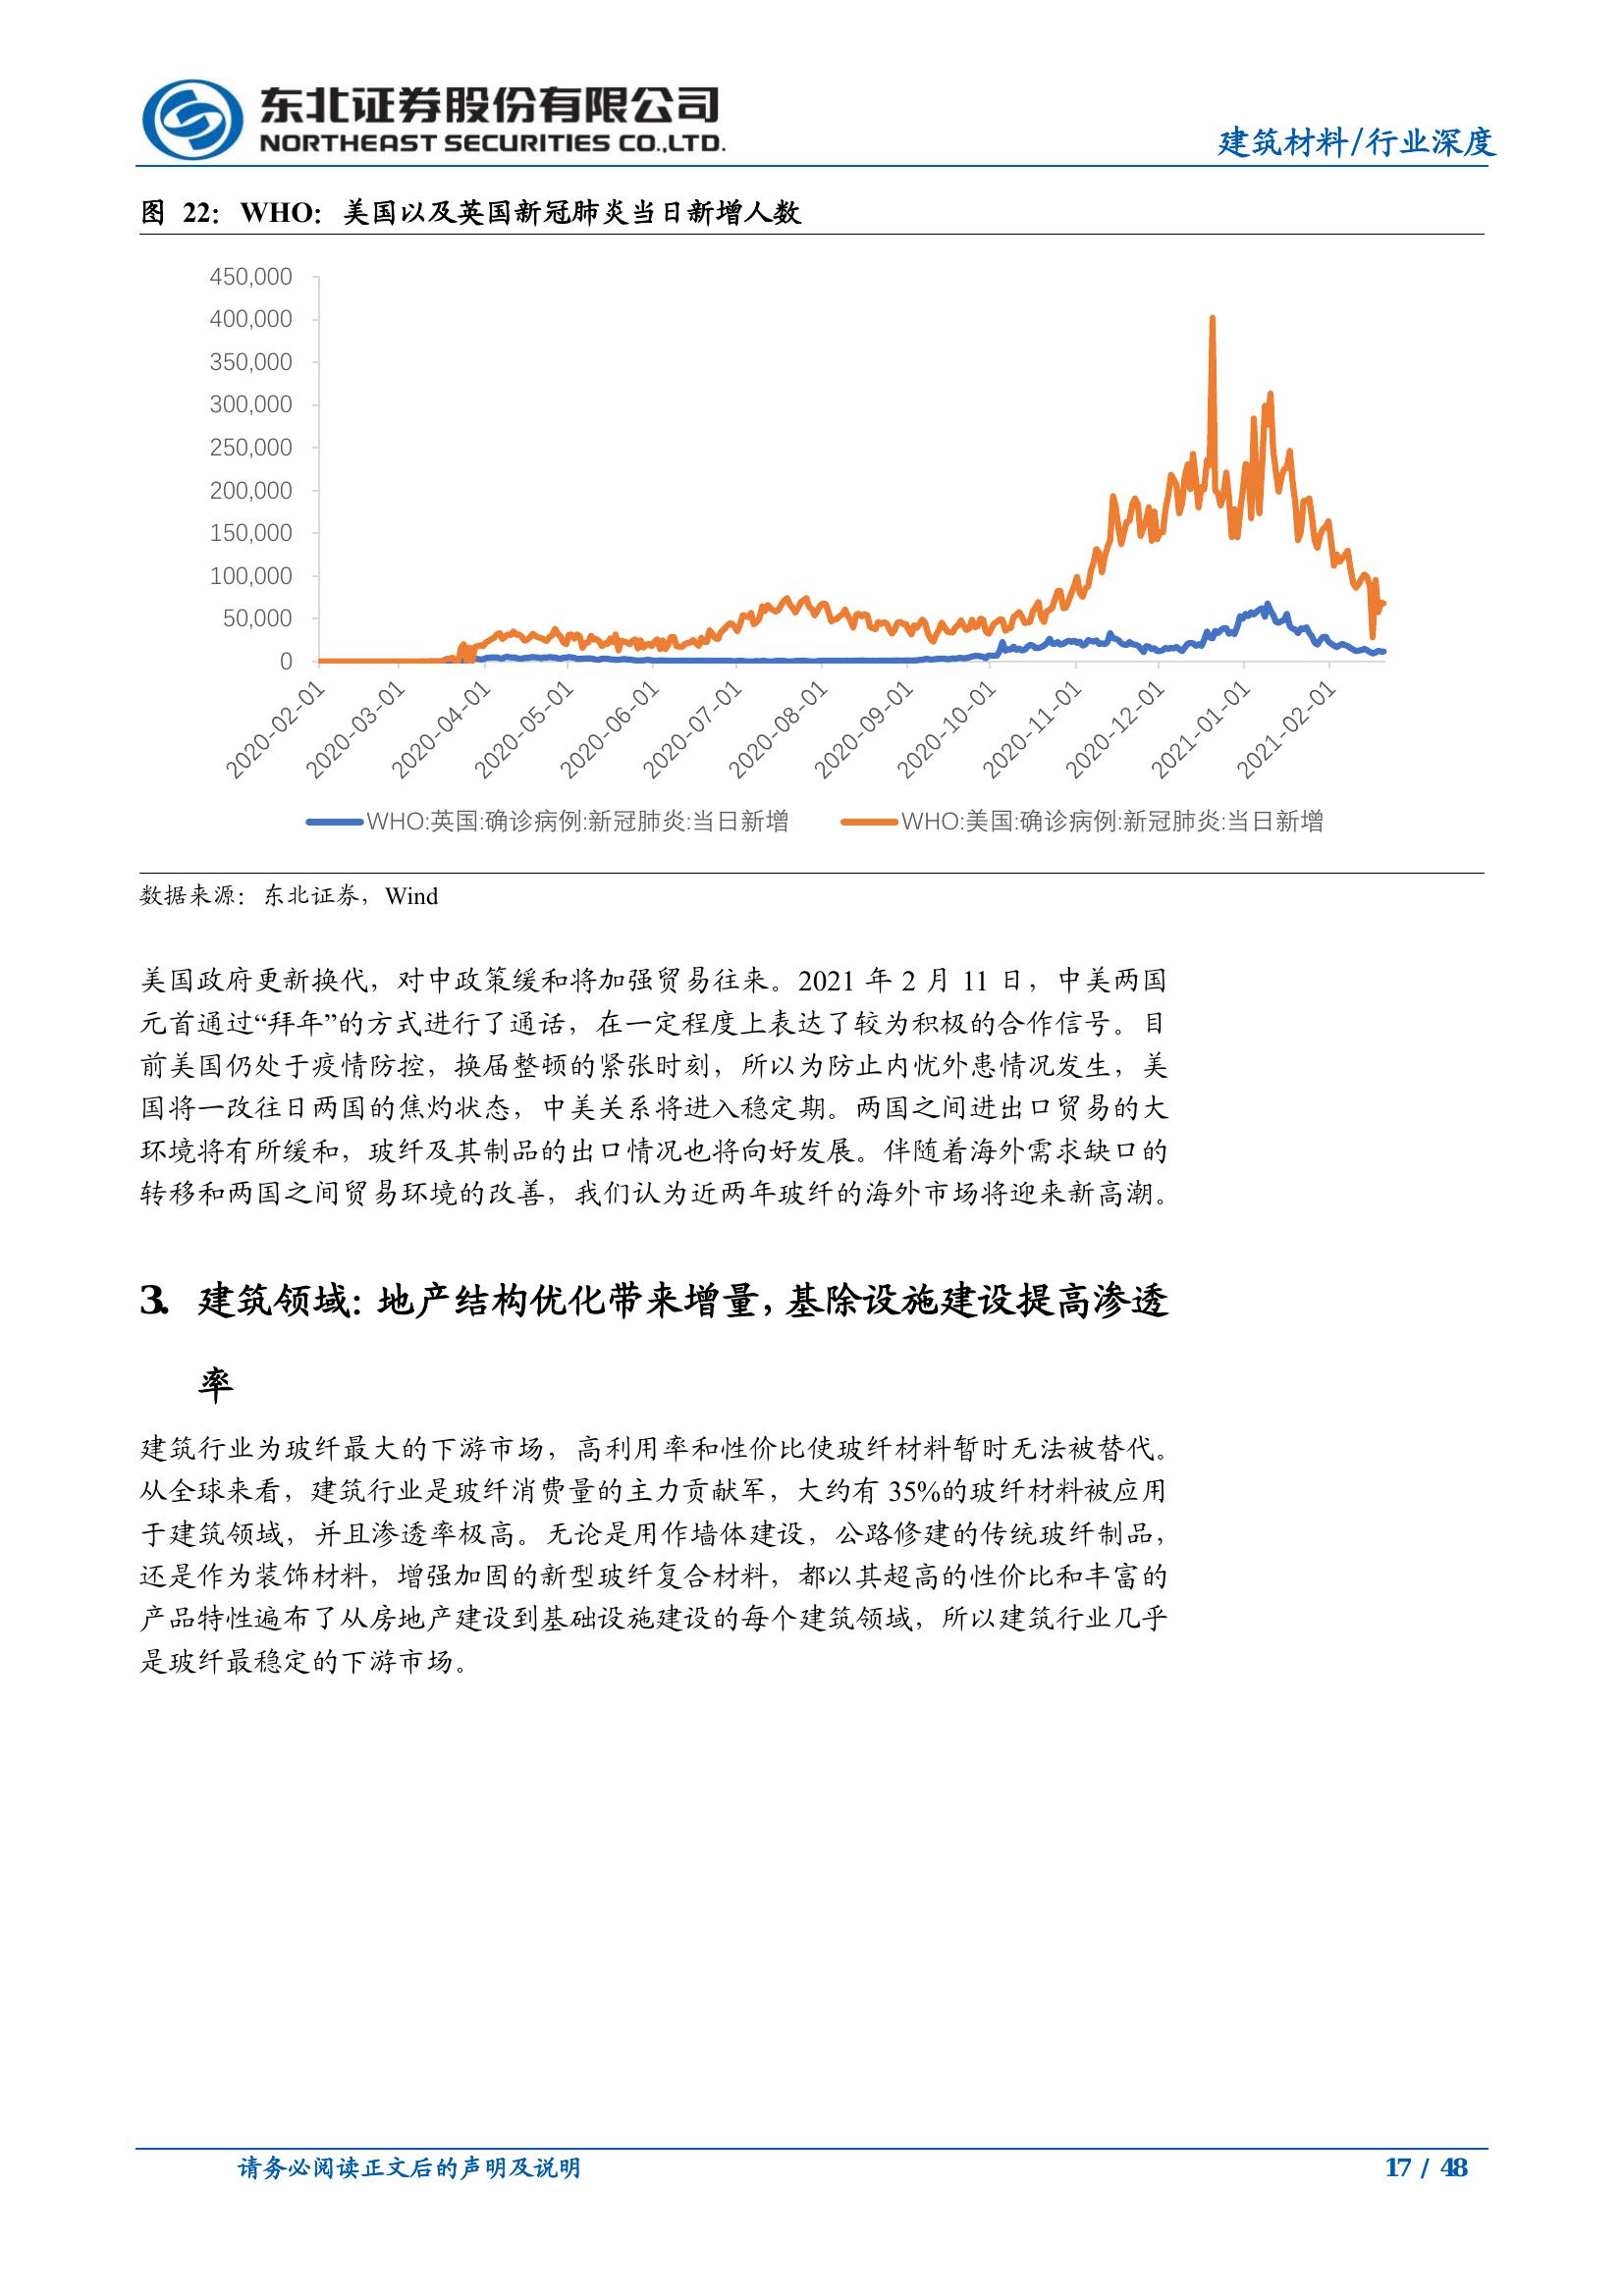 东北证券股份有限公司
NORTHEAST SECURITIES CO.,LTD.
建筑材料/行业深度
图 22：WHO：美国以及英国新冠肺炎当日新增人数
450,000
400,000
350,000
300,000
250,000
200,000
150,000
100,000
50,000
0
2020-02-01
2020-03-01
2020-04-01
2020-05-01
2020-06-01
2020-07-01
2020-08-01
2020-09-01
2020-10-01
2020-11-01
2020-12-01
2021-01-01
2021-02-01
WHO:英国:确诊病例:新冠肺炎:当日新增
WHO:美国:确诊病例:新冠肺炎:当日新增
数据来源：东北证券，Wind
美国政府更新换代，对中政策缓和将加强贸易往来。2021 年 2 月 11 日，中美两国
元首通过“拜年”的方式进行了通话，在一定程度上表达了较为积极的合作信号。目
前美国仍处于疫情防控，换届整顿的紧张时刻，所以为防止内忧外患情况发生，美
国将一改往日两国的焦灼状态，中美关系将进入稳定期。两国之间进出口贸易的大
环境将有所缓和，玻纤及其制品的出口情况也将向好发展。伴随着海外需求缺口的
转移和两国之间贸易环境的改善，我们认为近两年玻纤的海外市场将迎来新高潮。
3. 建筑领域：地产结构优化带来增量，基除设施建设提高渗透
率
建筑行业为玻纤最大的下游市场，高利用率和性价比使玻纤材料暂时无法被替代。
从全球来看，建筑行业是玻纤消费量的主力贡献军，大约有 35%的玻纤材料被应用
于建筑领域，并且渗透率极高。无论是用作墙体建设，公路修建的传统玻纤制品，
还是作为装饰材料，增强加固的新型玻纤复合材料，都以其超高的性价比和丰富的
产品特性遍布了从房地产建设到基础设施建设的每个建筑领域，所以建筑行业几乎
是玻纤最稳定的下游市场。
请务必阅读正文后的声明及说明
17 / 48